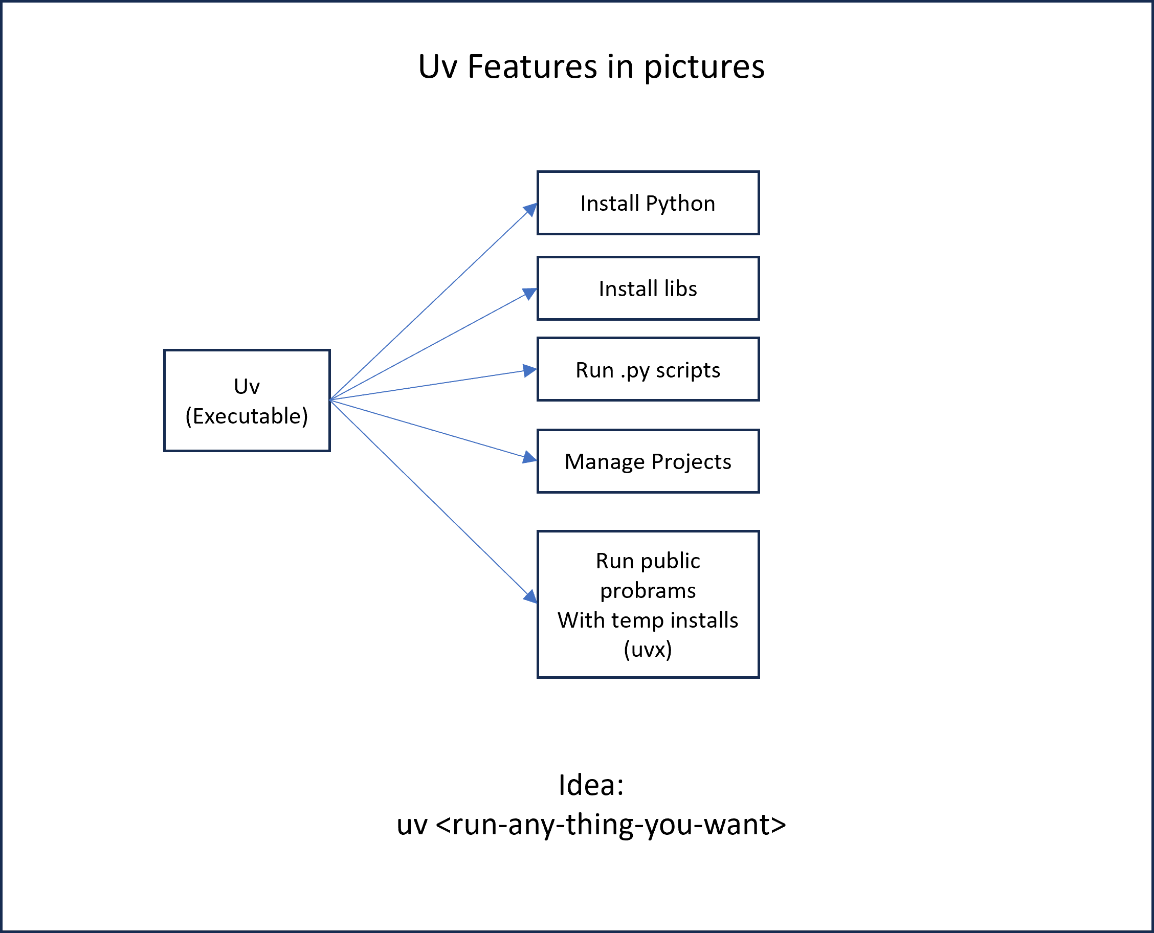 Uv Features in pictures
Install Python
Install libs
Run .py scripts
Uv
(Executable)
Manage Projects
Run public
probrams
With temp installs
(uvx)
Idea:
uv <run-any-thing-you-want>